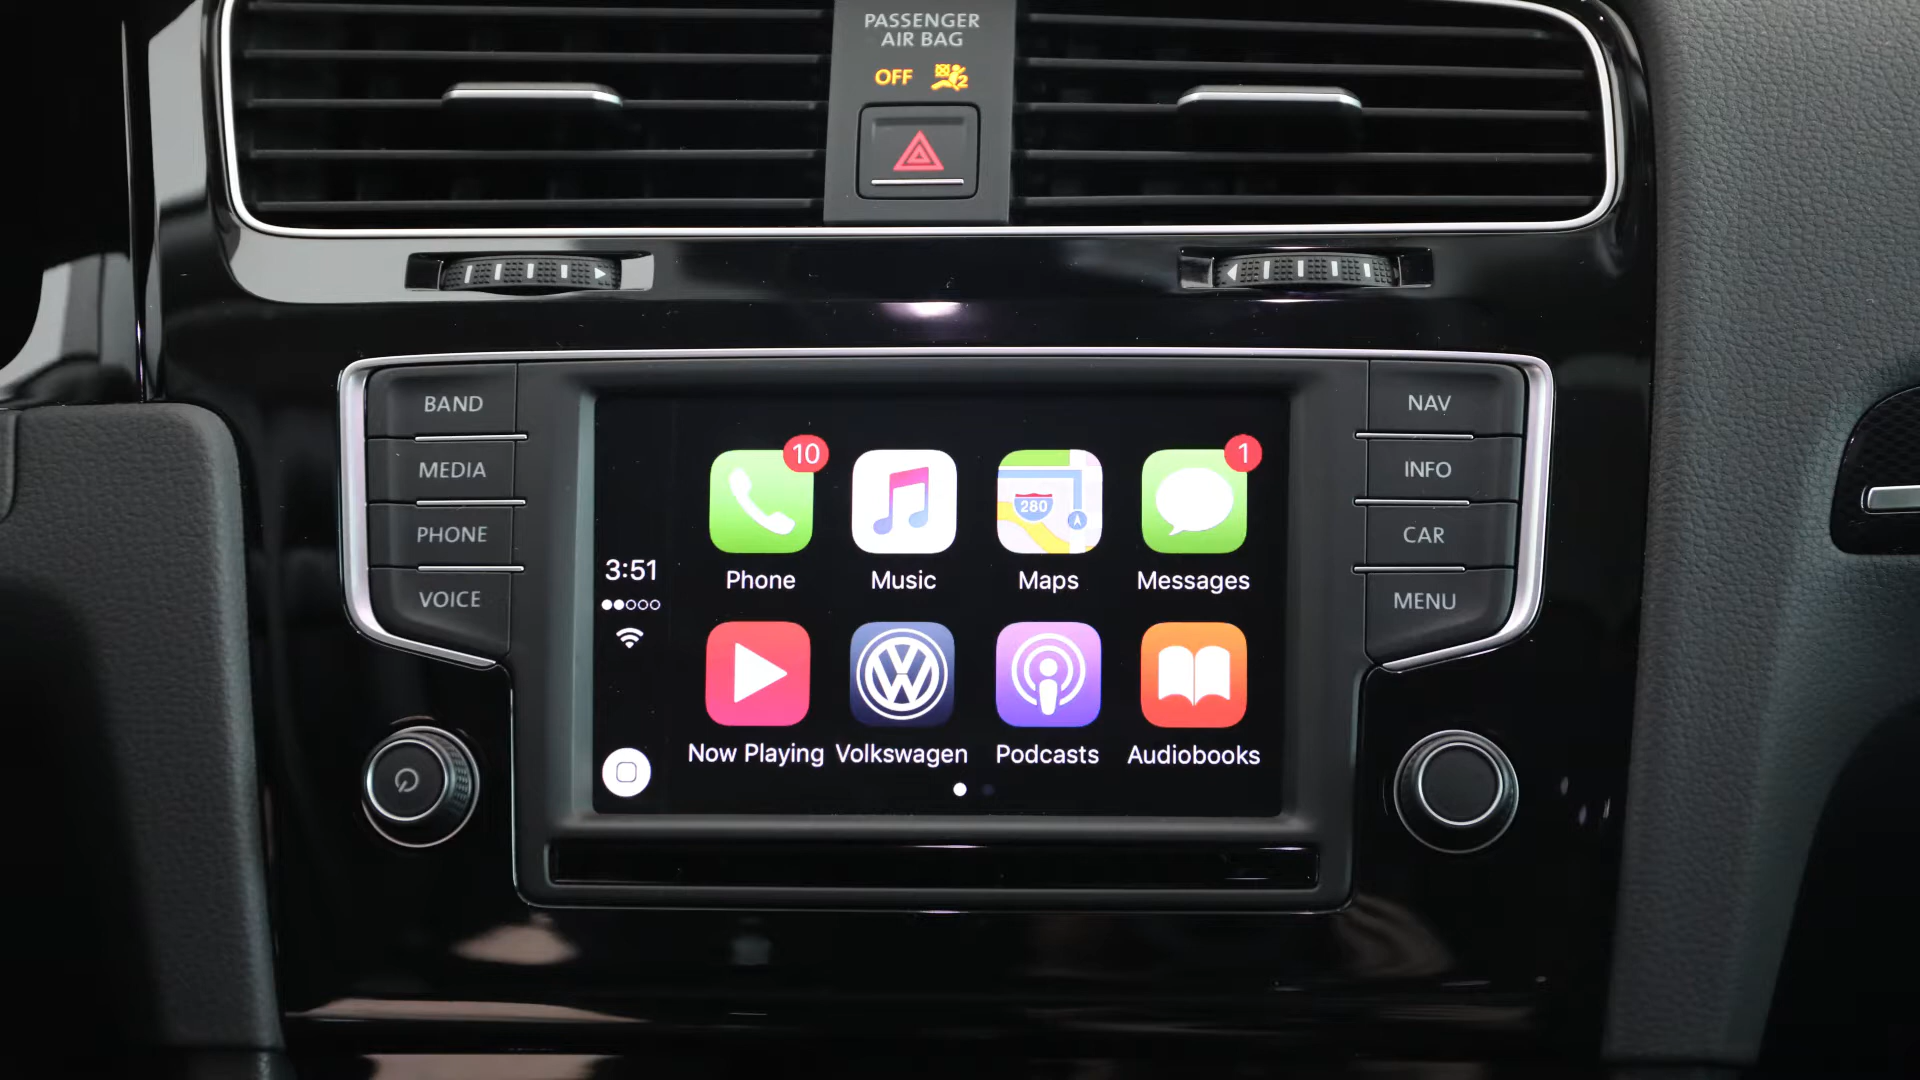 PASSENGER
AIR BAG
OFF
2
BAND
MEDIA
PHONE
VOICE
NAV
INFO
CAR
MENU
3:51
10
1
280
Phone
Music
Maps
Messages
Now Playing
Volkswagen
Podcasts
Audiobooks